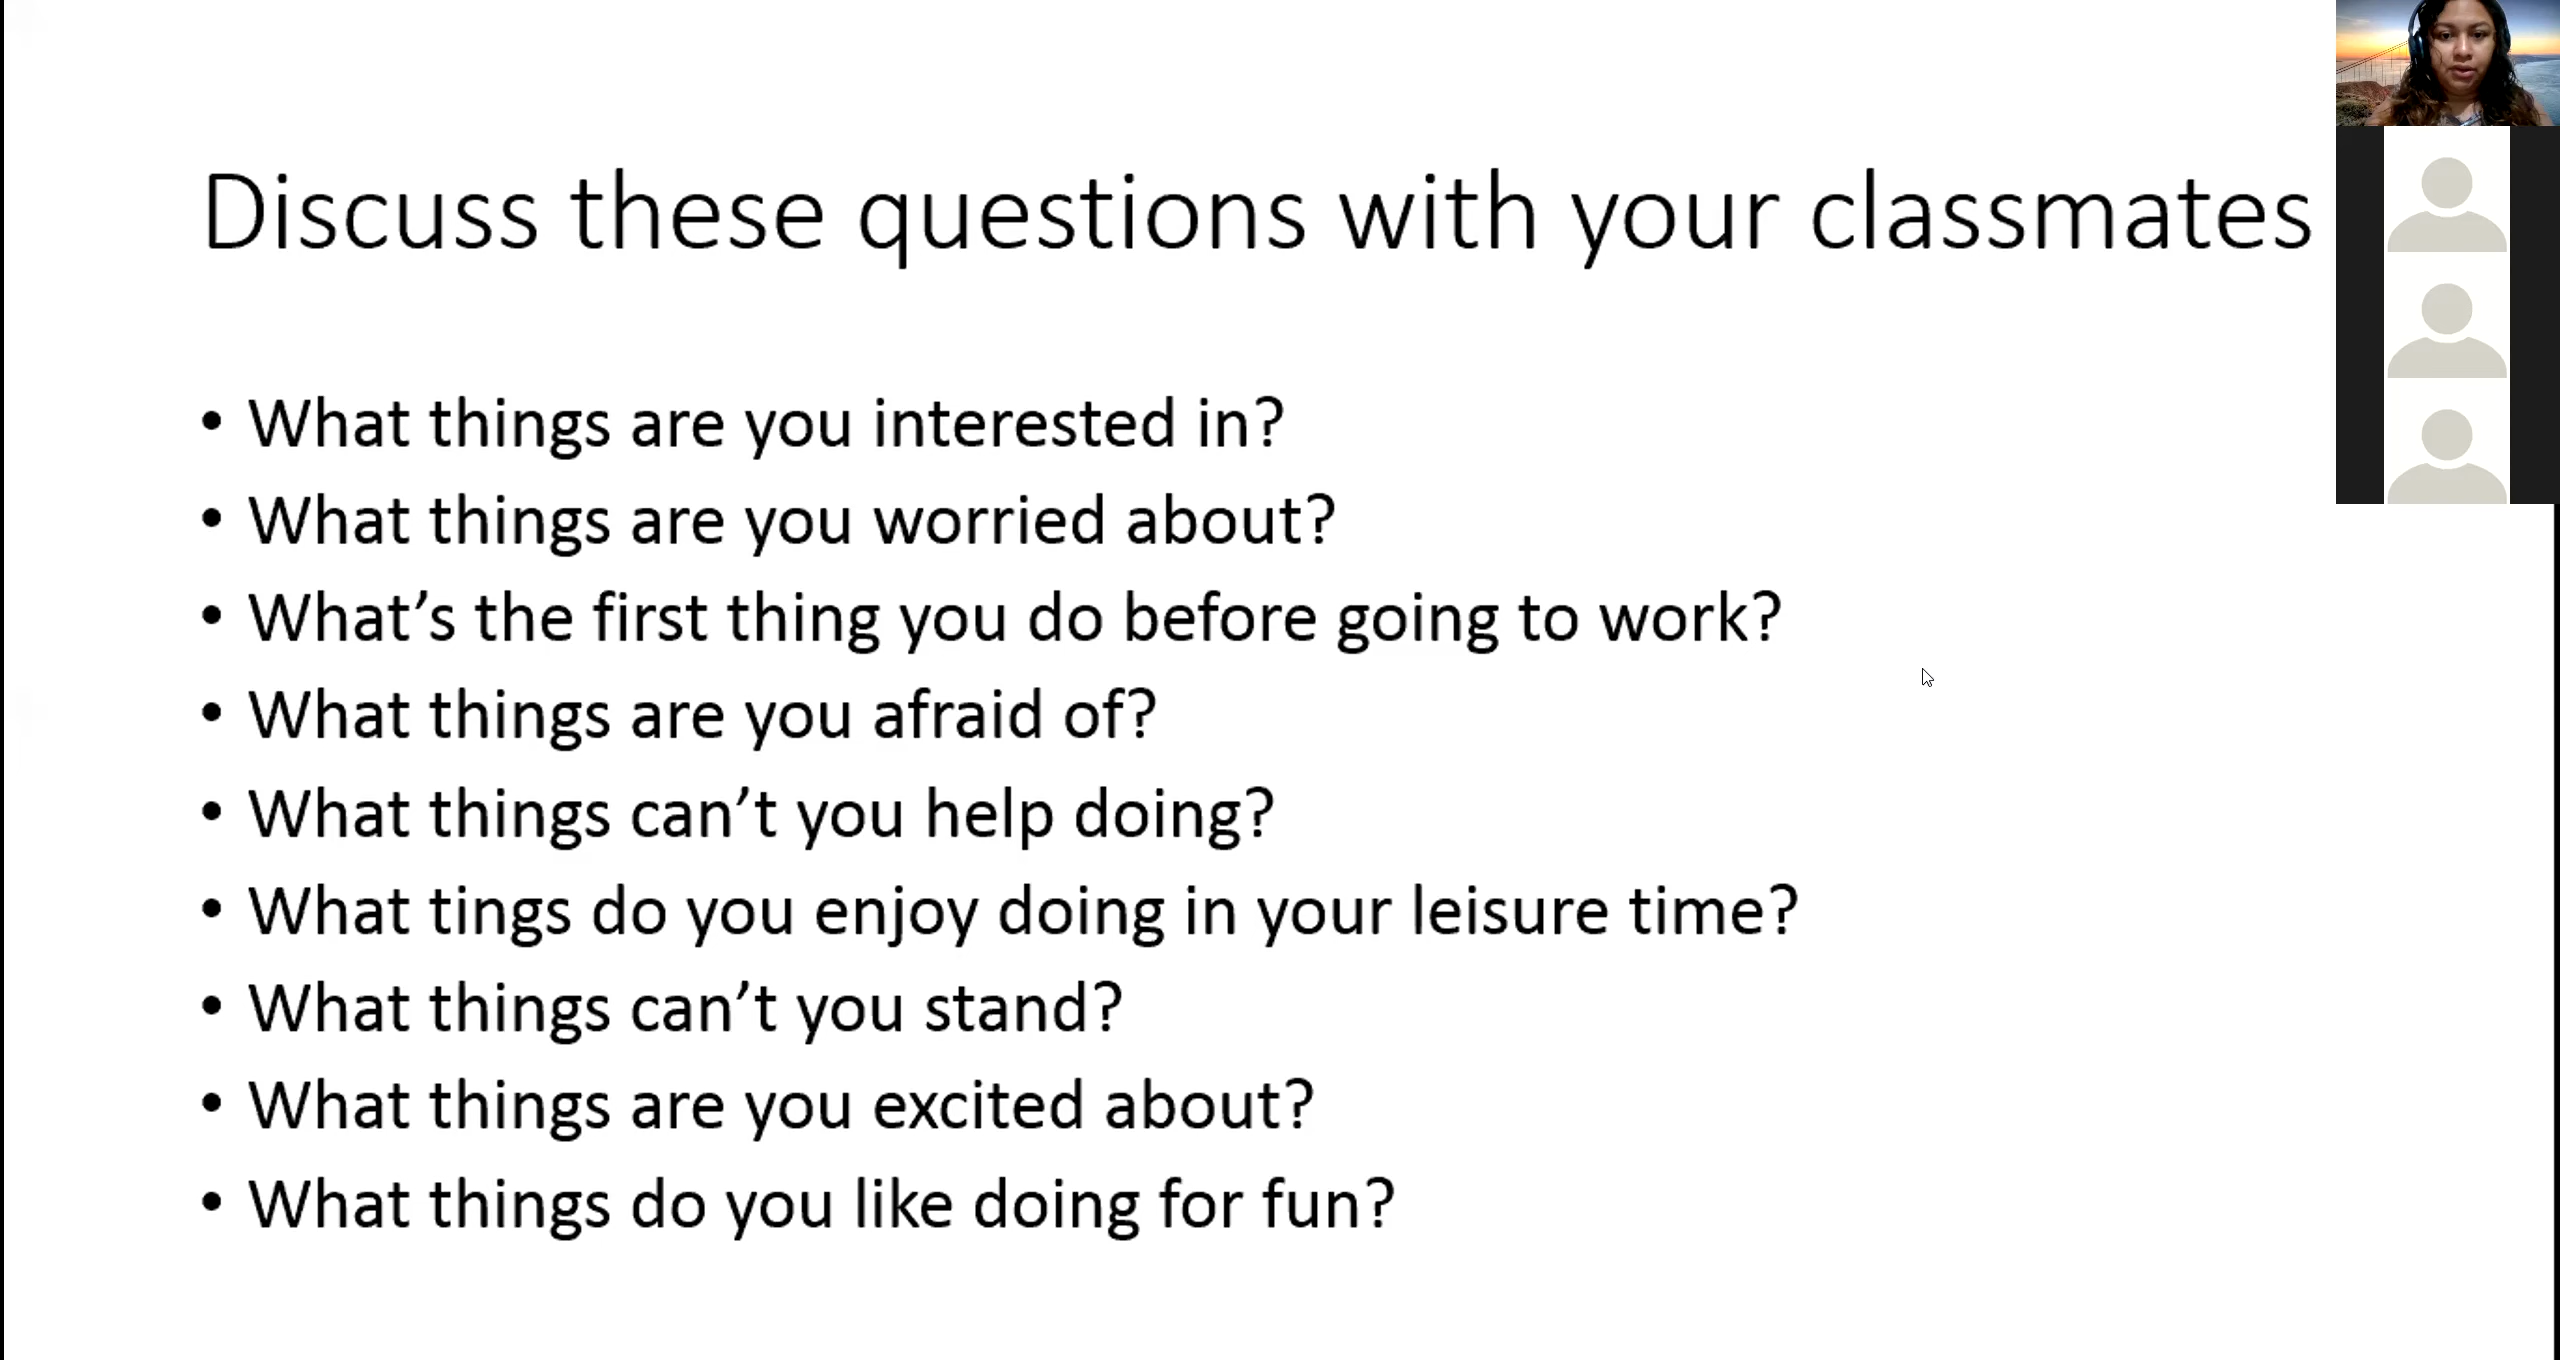 Discuss these questions with your classmates
• What things are you interested in?
• What things are you worried about?
• What’s the first thing you do before going to work?
• What things are you afraid of?
• What things can’t you help doing?
• What tings do you enjoy doing in your leisure time?
• What things can’t you stand?
• What things are you excited about?
• What things do you like doing for fun?